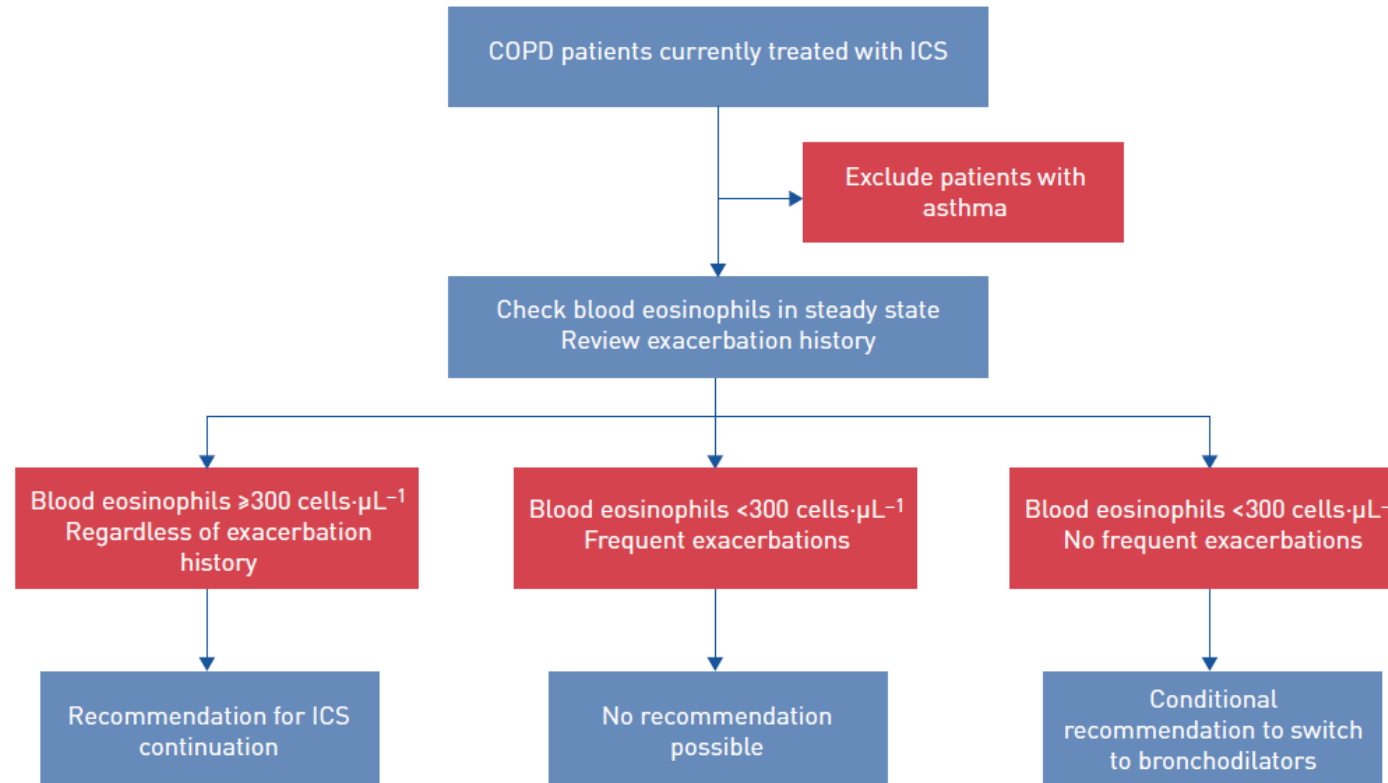 COPD patients currently treated with ICS
Exclude patients with
asthma
Check blood eosinophils in steady state
Review exacerbation history
Blood eosinophils ≥300 cells·µL⁻¹
Regardless of exacerbation
history
Blood eosinophils <300 cells·µL⁻¹
Frequent exacerbations
Blood eosinophils <300 cells·µL⁻
No frequent exacerbations
Recommendation for ICS
continuation
No recommendation
possible
Conditional
recommendation to switch
to bronchodilators